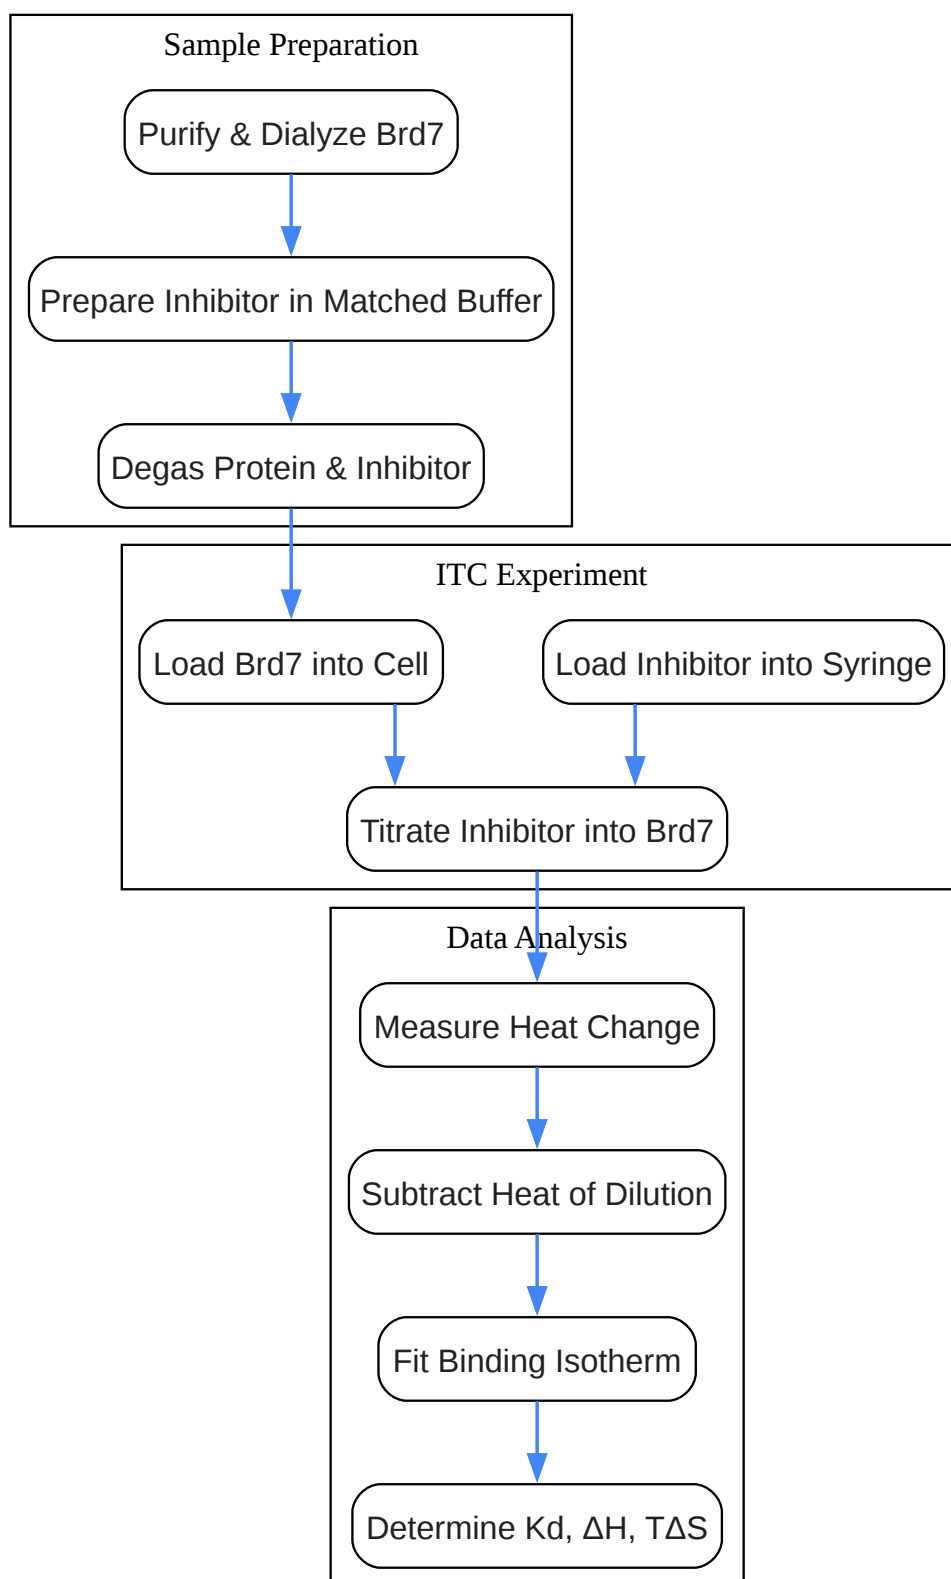 Sample Preparation
Purify & Dialyze Brd7
Prepare Inhibitor in Matched Buffer
Degas Protein & Inhibitor
ITC Experiment
Load Brd7 into Cell
Load Inhibitor into Syringe
Titrate Inhibitor into Brd7
Data Analysis
Measure Heat Change
Subtract Heat of Dilution
Fit Binding Isotherm
Determine Kd, ΔH, TΔS